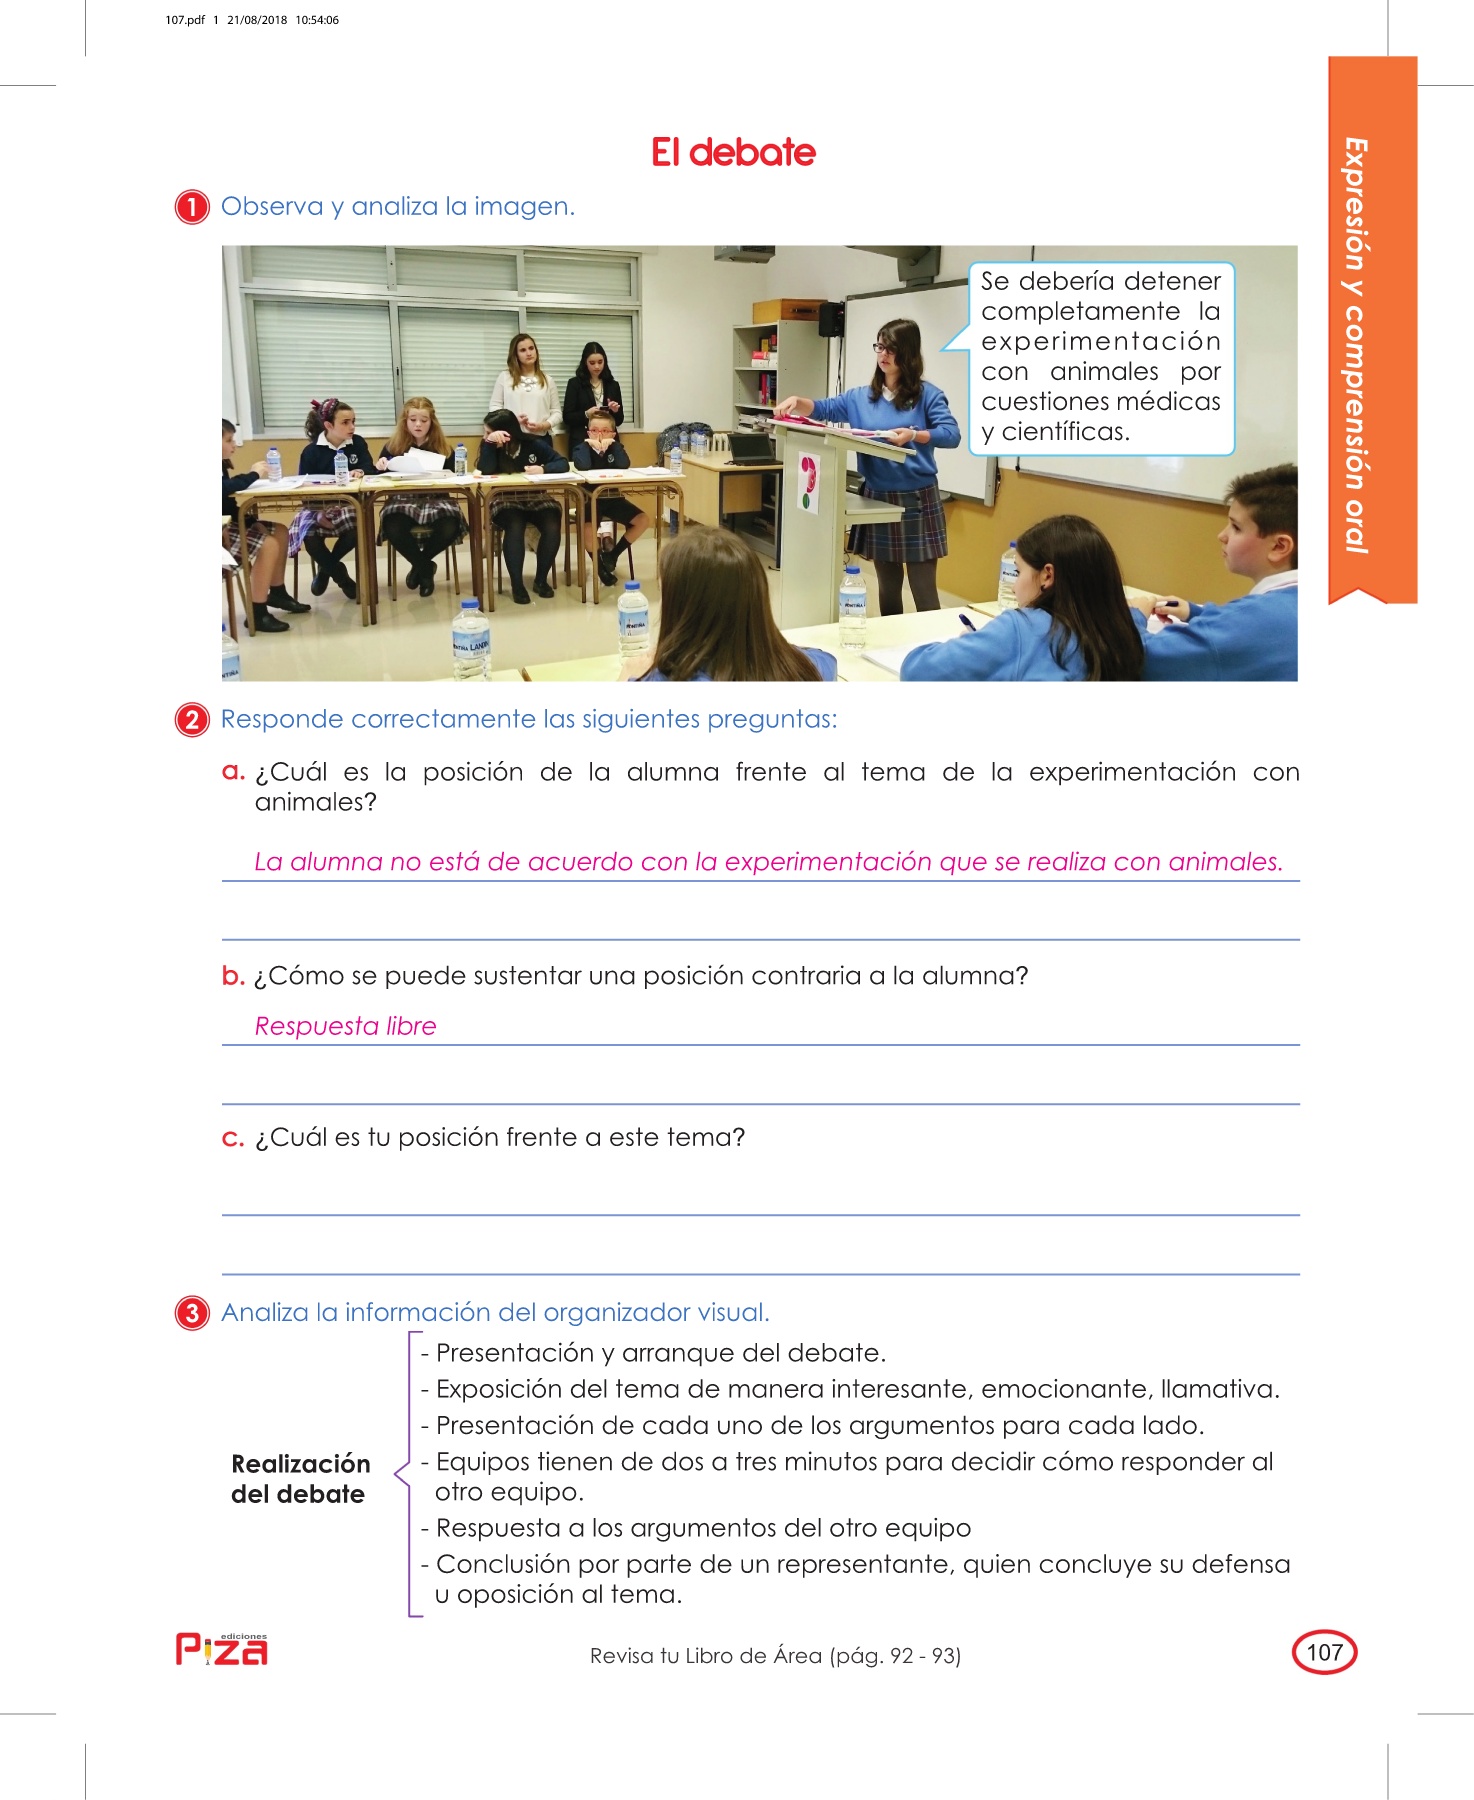 107.pdf 1 21/08/2018 10:54:06
Expresión y comprensión oral
El debate
1 Observa y analiza la imagen.
Se debería detener
completamente la
experimentación
con animales por
cuestiones médicas
y científicas.
2 Responde correctamente las siguientes preguntas:
a. ¿Cuál es la posición de la alumna frente al tema de la experimentación con
animales?
La alumna no está de acuerdo con la experimentación que se realiza con animales.
b. ¿Cómo se puede sustentar una posición contraria a la alumna?
Respuesta libre
c. ¿Cuál es tu posición frente a este tema?
3 Analiza la información del organizador visual.
Realización
del debate
- Presentación y arranque del debate.
- Exposición del tema de manera interesante, emocionante, llamativa.
- Presentación de cada uno de los argumentos para cada lado.
- Equipos tienen de dos a tres minutos para decidir cómo responder al
otro equipo.
- Respuesta a los argumentos del otro equipo
- Conclusión por parte de un representante, quien concluye su defensa
u oposición al tema.
ediciones
Piza
Revisa tu Libro de Área (pág. 92 - 93)
107